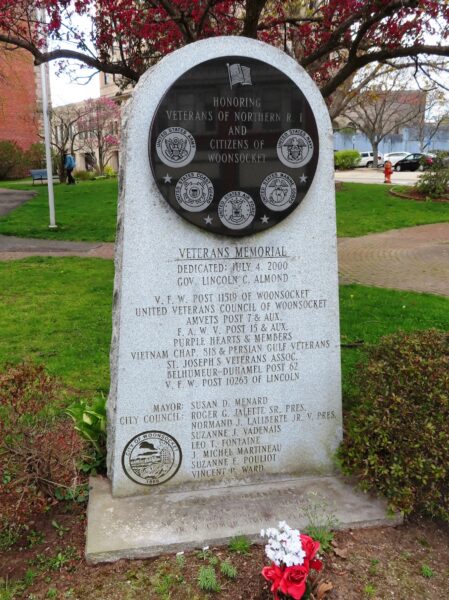 HONORING
VETERANS OF NORTHERN R. I
AND
CITIZENS OF
WOONSOCKET
VETERANS MEMORIAL
DEDICATED: JULY 4, 2000
GOV. LINCOLN C. ALMOND
V. F. W. POST 11519 OF WOONSOCKET
UNITED VETERANS COUNCIL OF WOONSOCKET
AMVETS POST 7 & AUX.
F. A. W. V. POST 15 & AUX.
PURPLE HEARTS & MEMBERS
VIETNAM CHAP. 818 & PERSIAN GULF VETERANS
ST. JOSEPH'S VETERANS ASSOC.
BELHUMEUR-DUHAMEL POST 62
V. F. W. POST 10263 OF LINCOLN
MAYOR: SUSAN D. MENARD
CITY COUNCIL: ROGER G. JALETTE SR. PRES.
NORMAND J. LALIBERTE JR. V. PRES.
SUZANNE J. VADENAIS
LEO T. FONTAINE
J. MICHEL MARTINEAU
SUZANNE E. POULIOT
VINCENT P. WARD